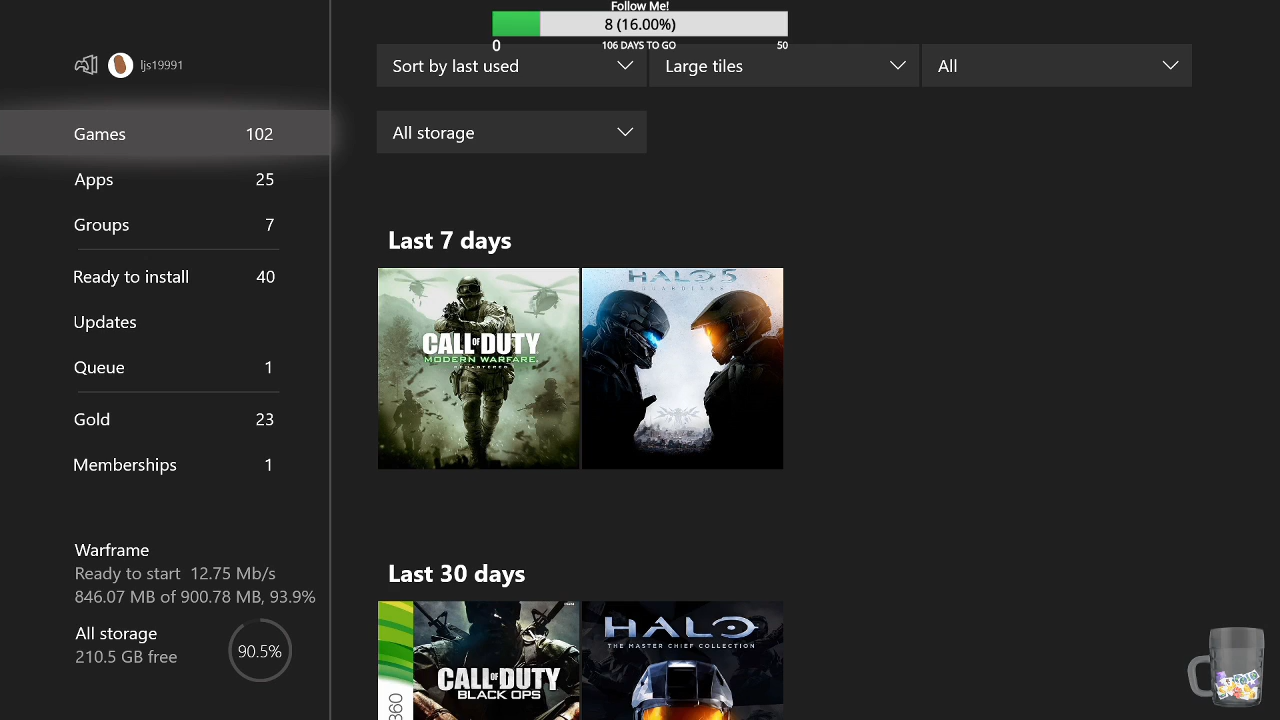 Follow Me!
8 (16.00%)
0
106 DAYS TO GO
50
ljs19991
Games 102
Apps 25
Groups 7
Ready to install 40
Updates
Queue 1
Gold 23
Memberships 1
Warframe
Ready to start 12.75 Mb/s
846.07 MB of 900.78 MB, 93.9%
All storage
210.5 GB free
90.5%
Sort by last used
Large tiles
All
All storage
Last 7 days
CALL OF DUTY
MODERN WARFARE
REMASTERED
HALO 5
GUARDIANS
Last 30 days
360
CALL OF DUTY
BLACK OPS
HALO
THE MASTER CHIEF COLLECTION